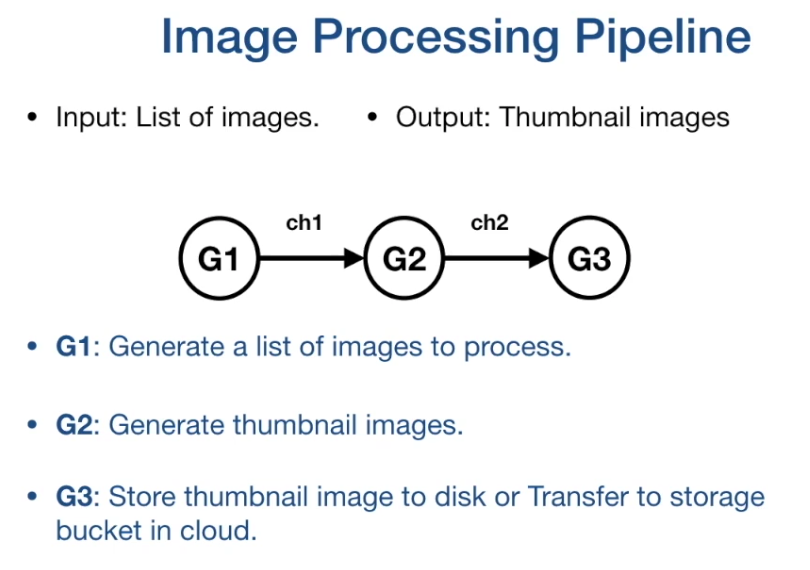 Image Processing Pipeline
• Input: List of images. • Output: Thumbnail images
ch1 ch2
G1 G2 G3
• G1: Generate a list of images to process.
• G2: Generate thumbnail images.
• G3: Store thumbnail image to disk or Transfer to storage
bucket in cloud.